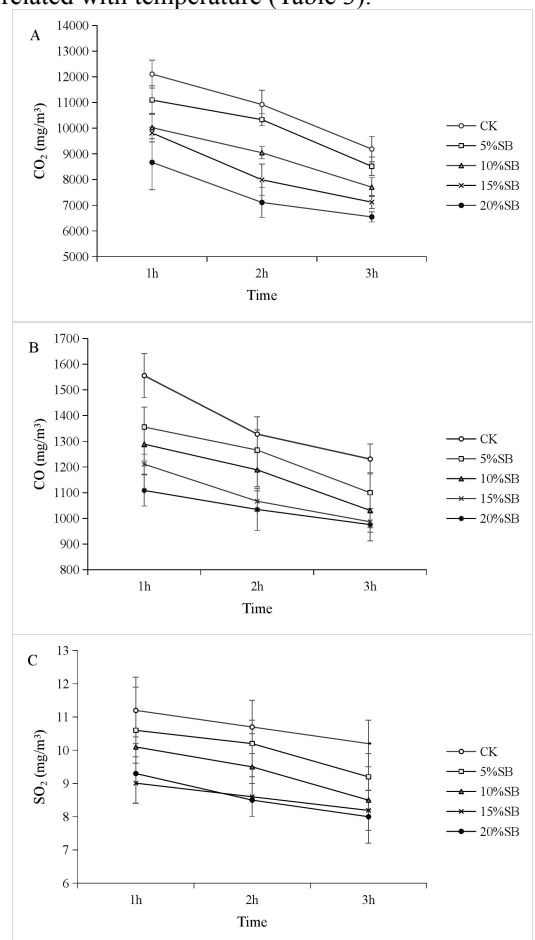 related with temperature (Table 3).
A
14000
13000
12000
11000
10000
9000
8000
7000
6000
5000
CO₂ (mg/m³)
1h 2h 3h
Time
CK
5%SB
10%SB
15%SB
20%SB
B
1700
1600
1500
1400
1300
1200
1100
1000
900
800
CO (mg/m³)
1h 2h 3h
Time
CK
5%SB
10%SB
15%SB
20%SB
C
13
12
11
10
9
8
7
6
SO₂ (mg/m³)
1h 2h 3h
Time
CK
5%SB
10%SB
15%SB
20%SB